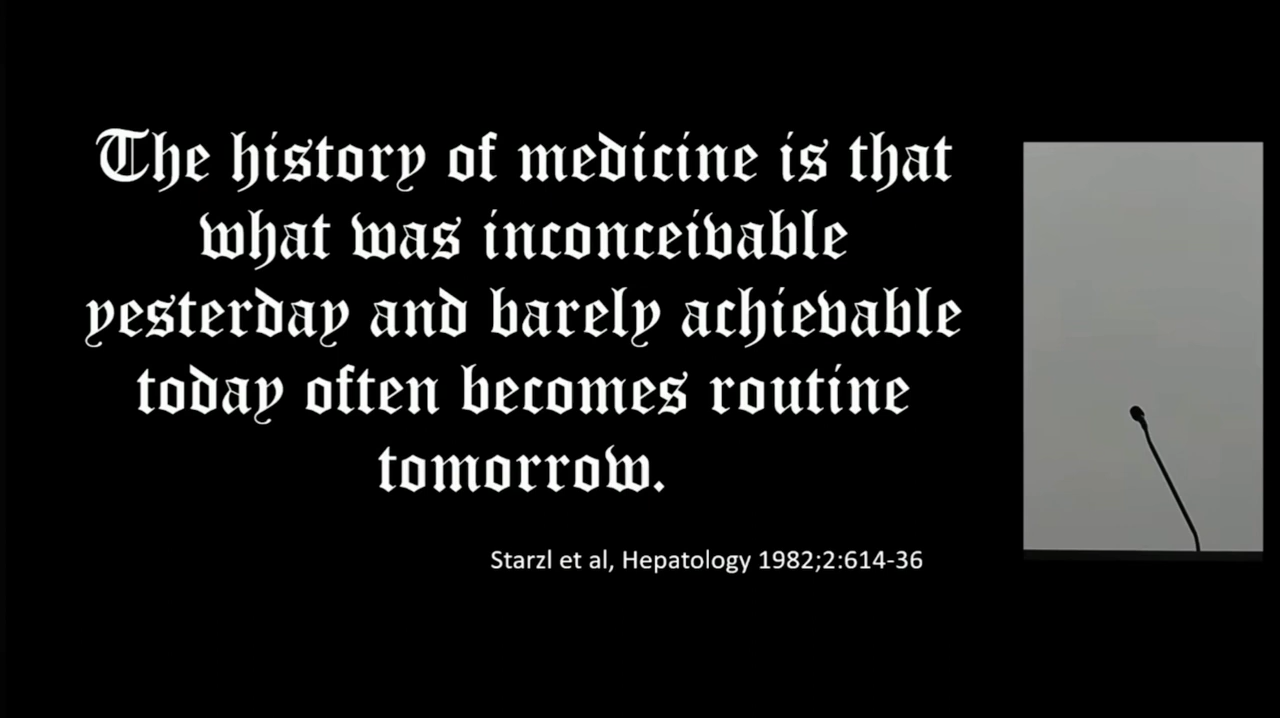 The history of medicine is that
what was inconceivable
yesterday and barely achievable
today often becomes routine
tomorrow.
Starzl et al, Hepatology 1982;2:614-36